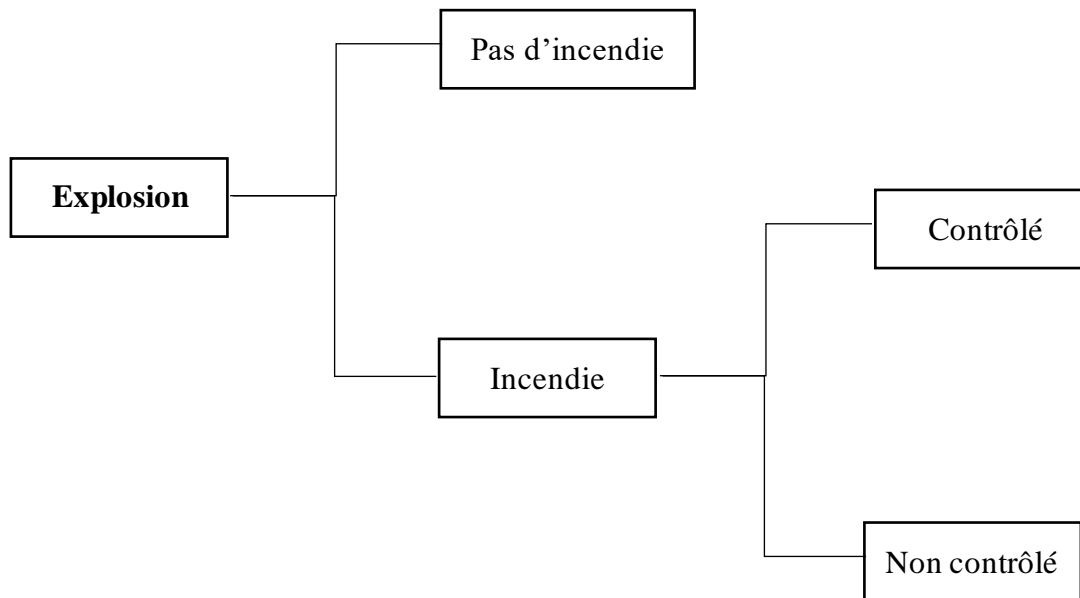 Pas d’incendie
Explosion
Contrôlé
Incendie
Non contrôlé